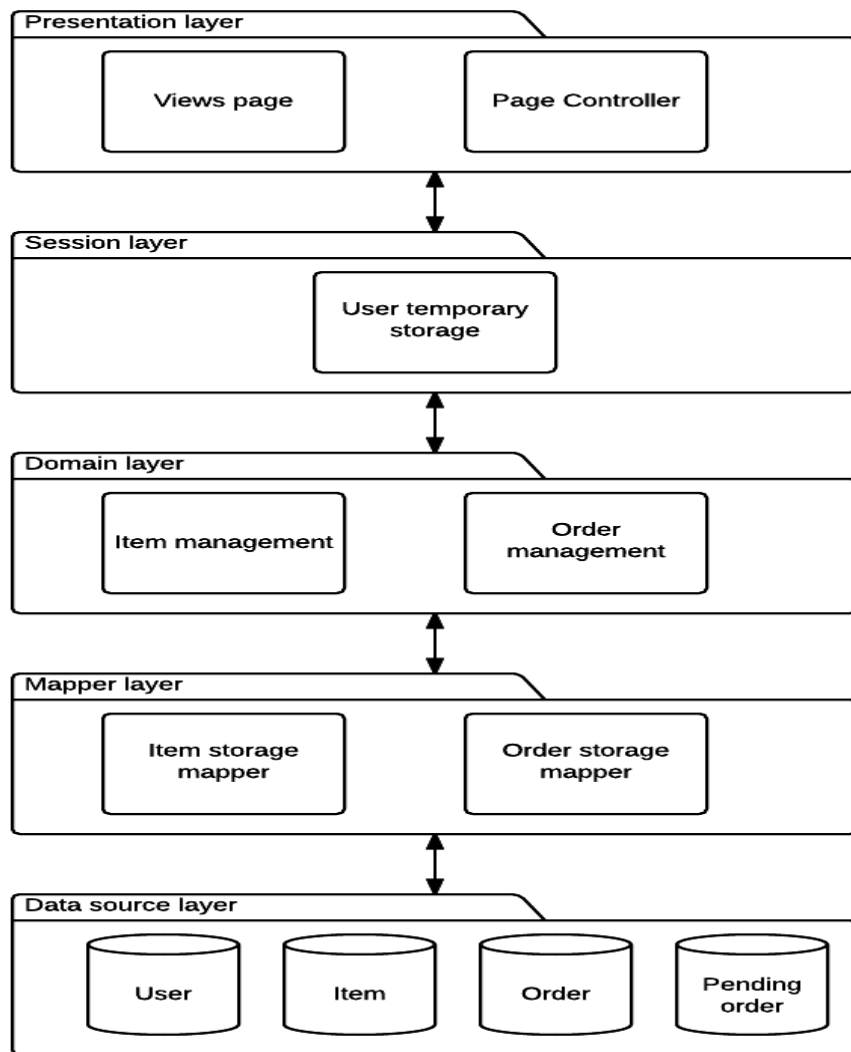 Presentation layer
Views page
Page Controller
Session layer
User temporary
storage
Domain layer
Item management
Order
management
Mapper layer
Item storage
mapper
Order storage
mapper
Data source layer
User
Item
Order
Pending
order